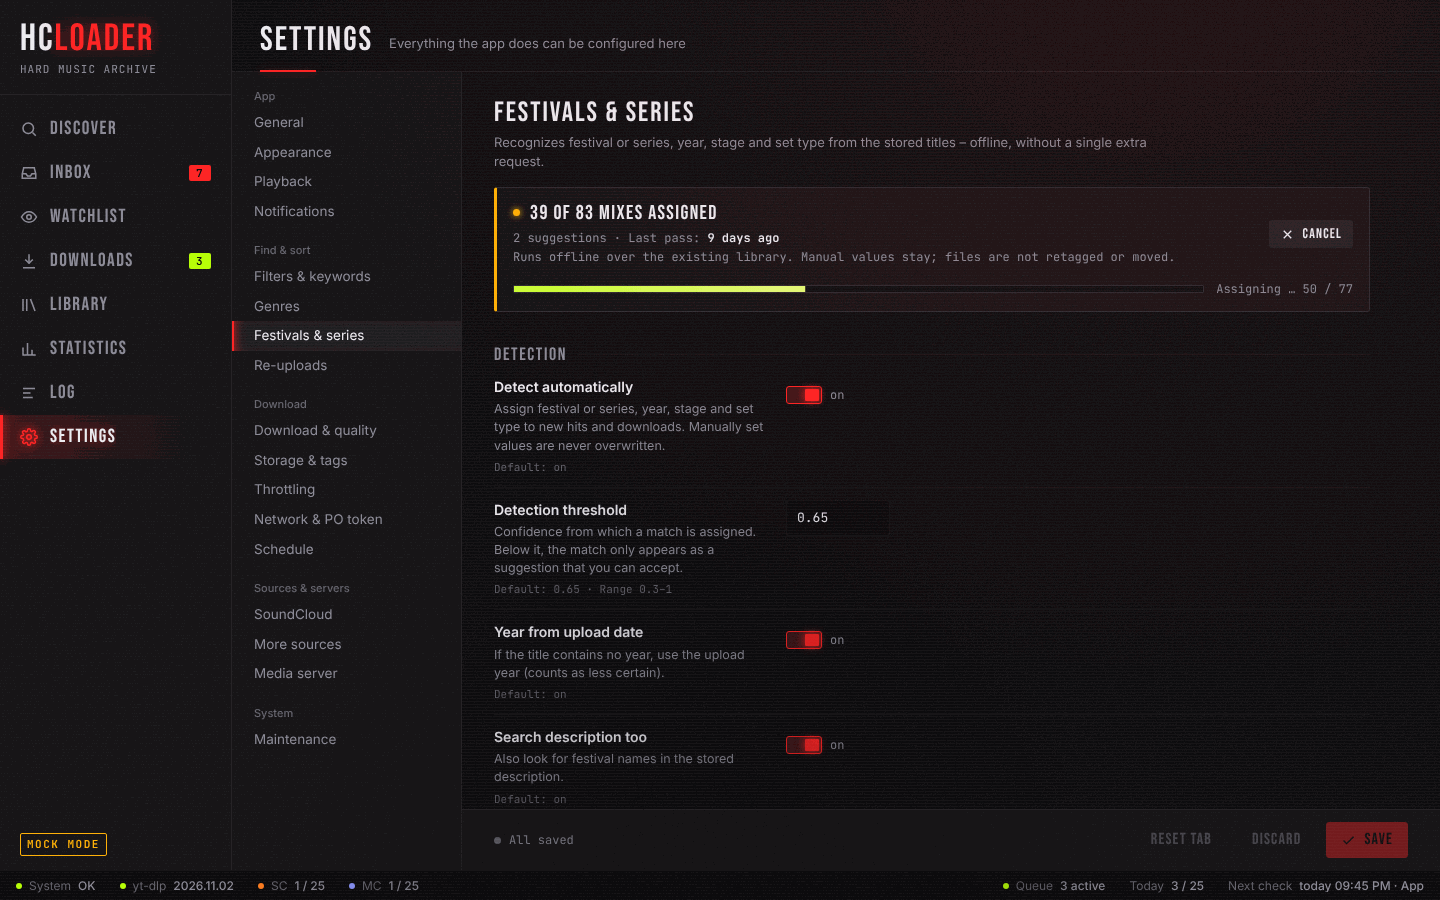 HCLOADER
HARD MUSIC ARCHIVE
DISCOVER
INBOX 7
WATCHLIST
DOWNLOADS 3
LIBRARY
STATISTICS
LOG
SETTINGS
MOCK MODE
SETTINGS Everything the app does can be configured here
App
General
Appearance
Playback
Notifications
Find & sort
Filters & keywords
Genres
Festivals & series
Re-uploads
Download
Download & quality
Storage & tags
Throttling
Network & PO token
Schedule
Sources & servers
SoundCloud
More sources
Media server
System
Maintenance
FESTIVALS & SERIES
Recognizes festival or series, year, stage and set type from the stored titles – offline, without a single extra
request.
39 OF 83 MIXES ASSIGNED
2 suggestions · Last pass: 9 days ago
Runs offline over the existing library. Manual values stay; files are not retagged or moved.
CANCEL
Assigning … 50 / 77
DETECTION
Detect automatically
on
Assign festival or series, year, stage and set
type to new hits and downloads. Manually set
values are never overwritten.
Default: on
Detection threshold
0.65
Confidence from which a match is assigned.
Below it, the match only appears as a
suggestion that you can accept.
Default: 0.65 · Range 0.3–1
Year from upload date
on
If the title contains no year, use the upload
year (counts as less certain).
Default: on
Search description too
on
Also look for festival names in the stored
description.
Default: on
All saved
RESET TAB DISCARD SAVE
System OK yt-dlp 2026.11.02 SC 1 / 25 MC 1 / 25 Queue 3 active Today 3 / 25 Next check today 09:45 PM · App